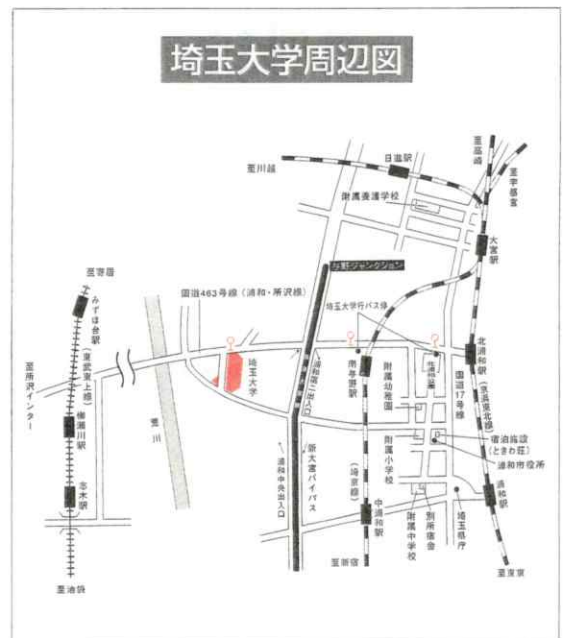 埼玉大学周辺図
至高崎
至宇都宮
日進駅
至川越
附属養護学校
大宮駅
与野ジャンクション
至寄居
国道463号線(浦和・所沢線)
埼玉大学行バス停
みずほ台駅
(東武東上線)
至所沢インター
埼玉大学
浦和南出入口
南与野駅
附属幼稚園
国道17号線
北浦和駅
(京浜東北線)
荒川
柳瀬川駅
志木駅
浦和中央出入口
新大宮バイパス
(埼京線)
附属小学校
宿泊施設
(ときわ荘)
浦和市役所
浦和駅
中浦和駅
附属中学校
別所宿舎
埼玉県庁
至池袋
至新宿
至東京